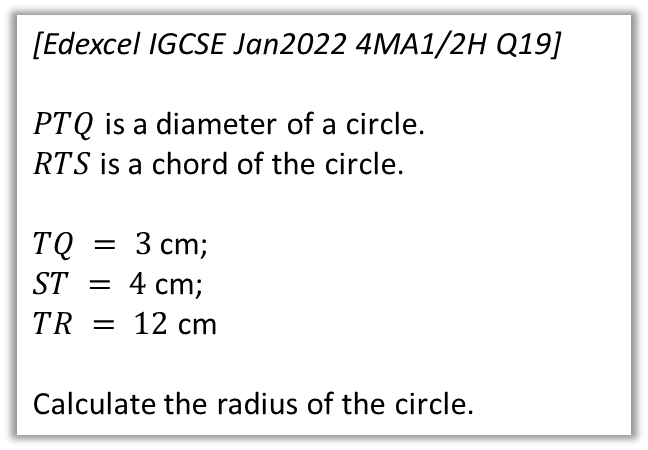 [Edexcel IGCSE Jan2022 4MA1/2H Q19]
PTQ is a diameter of a circle.
RTS is a chord of the circle.
TQ = 3 cm;
ST = 4 cm;
TR = 12 cm
Calculate the radius of the circle.